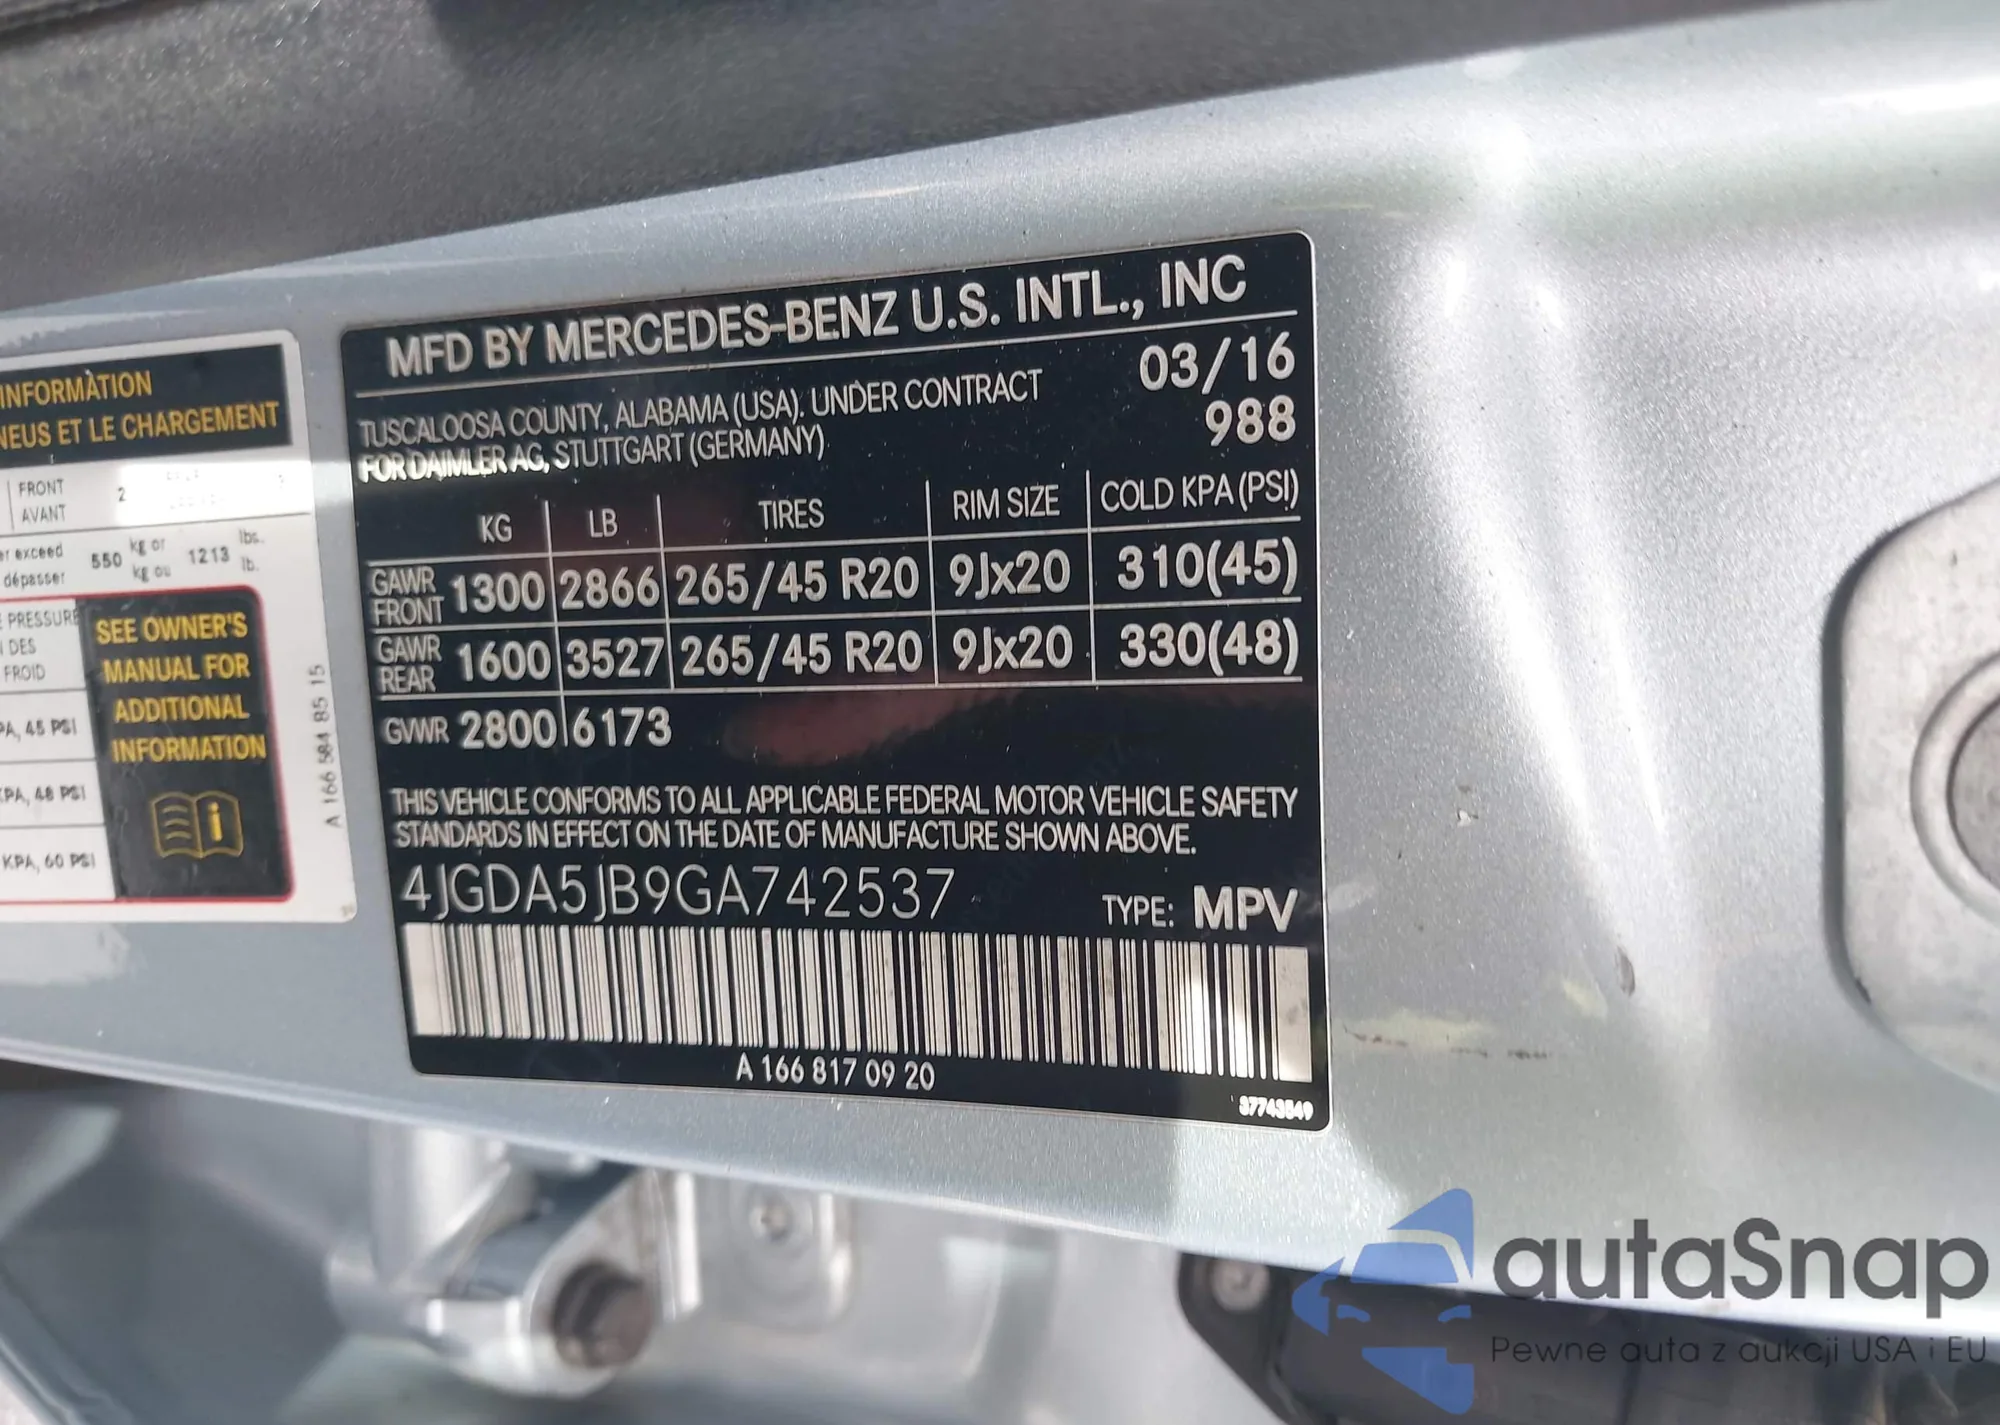 INFORMATION
NEUS ET LE CHARGEMENT
FRONT 2
AVANT
exceed 550 kg or 1213 lbs.
dépasser kg ou lb.
PRESSURE
DES
FROID
PA, 45 PSI
KPA, 48 PSI
KPA, 60 PSI
SEE OWNER'S
MANUAL FOR
ADDITIONAL
INFORMATION
A 166 584 85 15
MFD BY MERCEDES-BENZ U.S. INTL., INC
TUSCALOOSA COUNTY, ALABAMA (USA). UNDER CONTRACT 03/16
FOR DAIMLER AG, STUTTGART (GERMANY) 988
KG LB TIRES RIM SIZE COLD KPA (PSI)
GAWR FRONT 1300 2866 265/45 R20 9Jx20 310(45)
GAWR REAR 1600 3527 265/45 R20 9Jx20 330(48)
GVWR 2800 6173
THIS VEHICLE CONFORMS TO ALL APPLICABLE FEDERAL MOTOR VEHICLE SAFETY
STANDARDS IN EFFECT ON THE DATE OF MANUFACTURE SHOWN ABOVE.
4JGDA5JB9GA742537 TYPE: MPV
A 166 817 09 20
37743549
autaSnap
Pewne auta z aukcji USA i EU